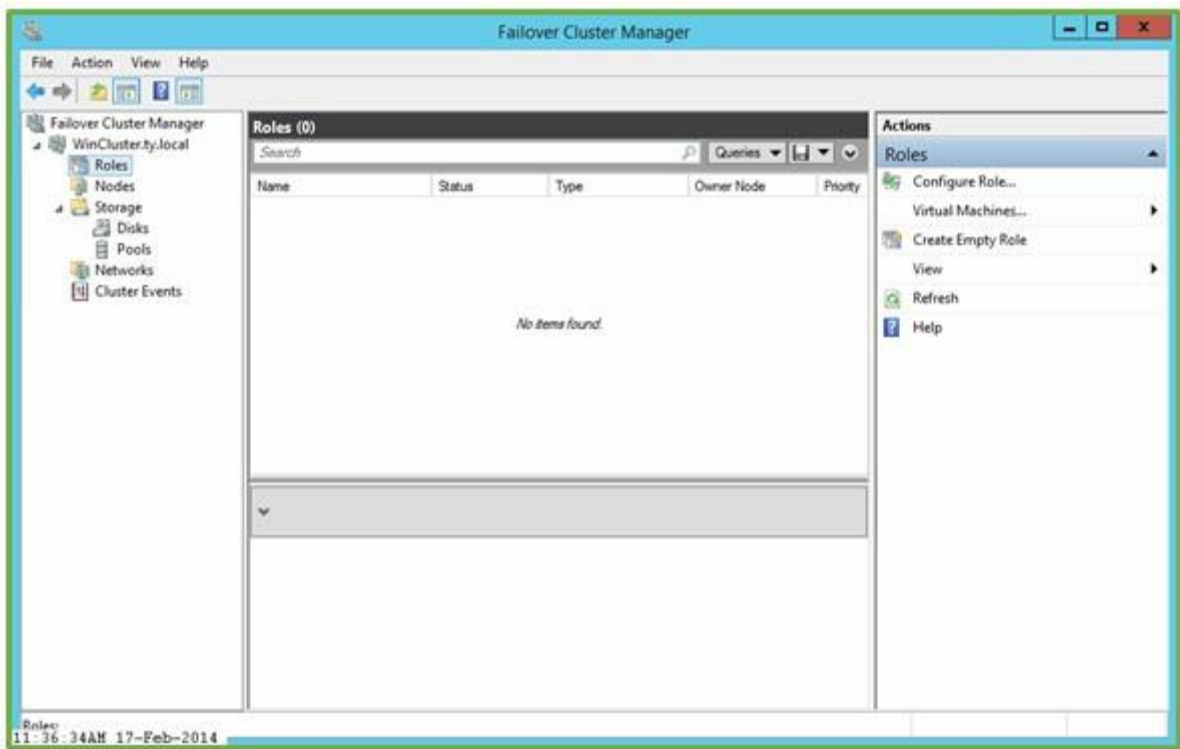 Failover Cluster Manager
File Action View Help
Failover Cluster Manager
WinCluster.ty.local
Roles
Nodes
Storage
Disks
Pools
Networks
Cluster Events
Roles (0)
Search
Queries
Name Status Type Owner Node Priority
No items found.
Actions
Roles
Configure Role...
Virtual Machines...
Create Empty Role
View
Refresh
Help
Roles:
11:36:34AM 17-Feb-2014